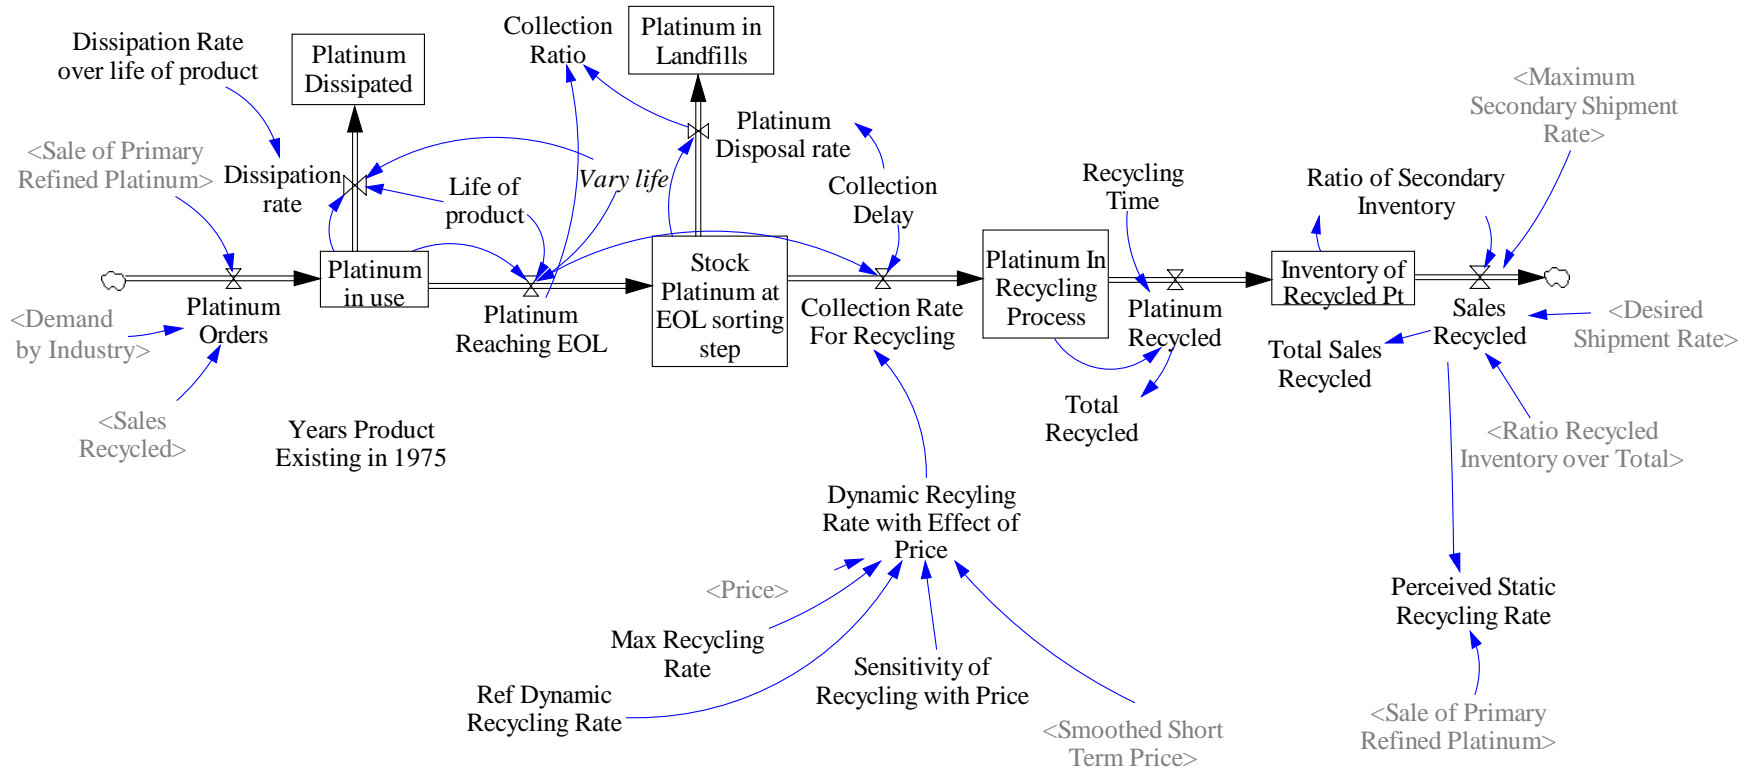 Dissipation Rate
over life of product
Platinum
Dissipated
Collection
Ratio
Platinum in
Landfills
<Maximum
Secondary Shipment
Rate>
<Sale of Primary
Refined Platinum>
Dissipation
rate
Life of
product
Vary life
Platinum
Disposal rate
Collection
Delay
Recycling
Time
Ratio of Secondary
Inventory
Platinum
in use
Stock
Platinum at
EOL sorting
step
Platinum In
Recycling
Process
Inventory of
Recycled Pt
Platinum
Orders
Platinum
Reaching EOL
Collection Rate
For Recycling
Platinum
Recycled
Sales
Recycled
<Demand
by Industry>
<Desired
Shipment Rate>
Total Sales
Recycled
<Sales
Recycled>
Years Product
Existing in 1975
Total
Recycled
<Ratio Recycled
Inventory over Total>
Dynamic Recyling
Rate with Effect of
Price
<Price>
Perceived Static
Recycling Rate
Max Recycling
Rate
Sensitivity of
Recycling with Price
Ref Dynamic
Recycling Rate
<Smoothed Short
Term Price>
<Sale of Primary
Refined Platinum>